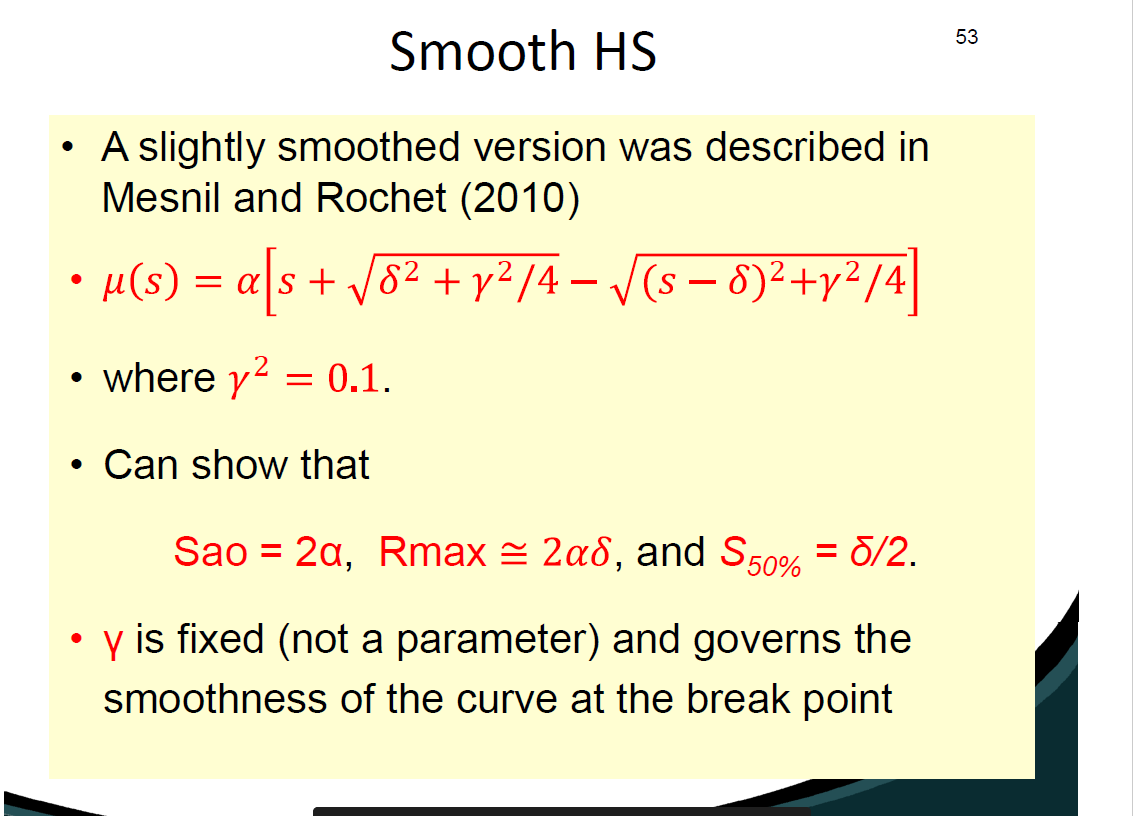 Smooth HS
53
• A slightly smoothed version was described in
Mesnil and Rochet (2010)
• μ(s) = α[s + √(δ² + γ²/4) − √((s − δ)²+γ²/4)]
• where γ² = 0.1.
• Can show that
Sao = 2α, Rmax ≅ 2αδ, and S₅₀% = δ/2.
• γ is fixed (not a parameter) and governs the
smoothness of the curve at the break point